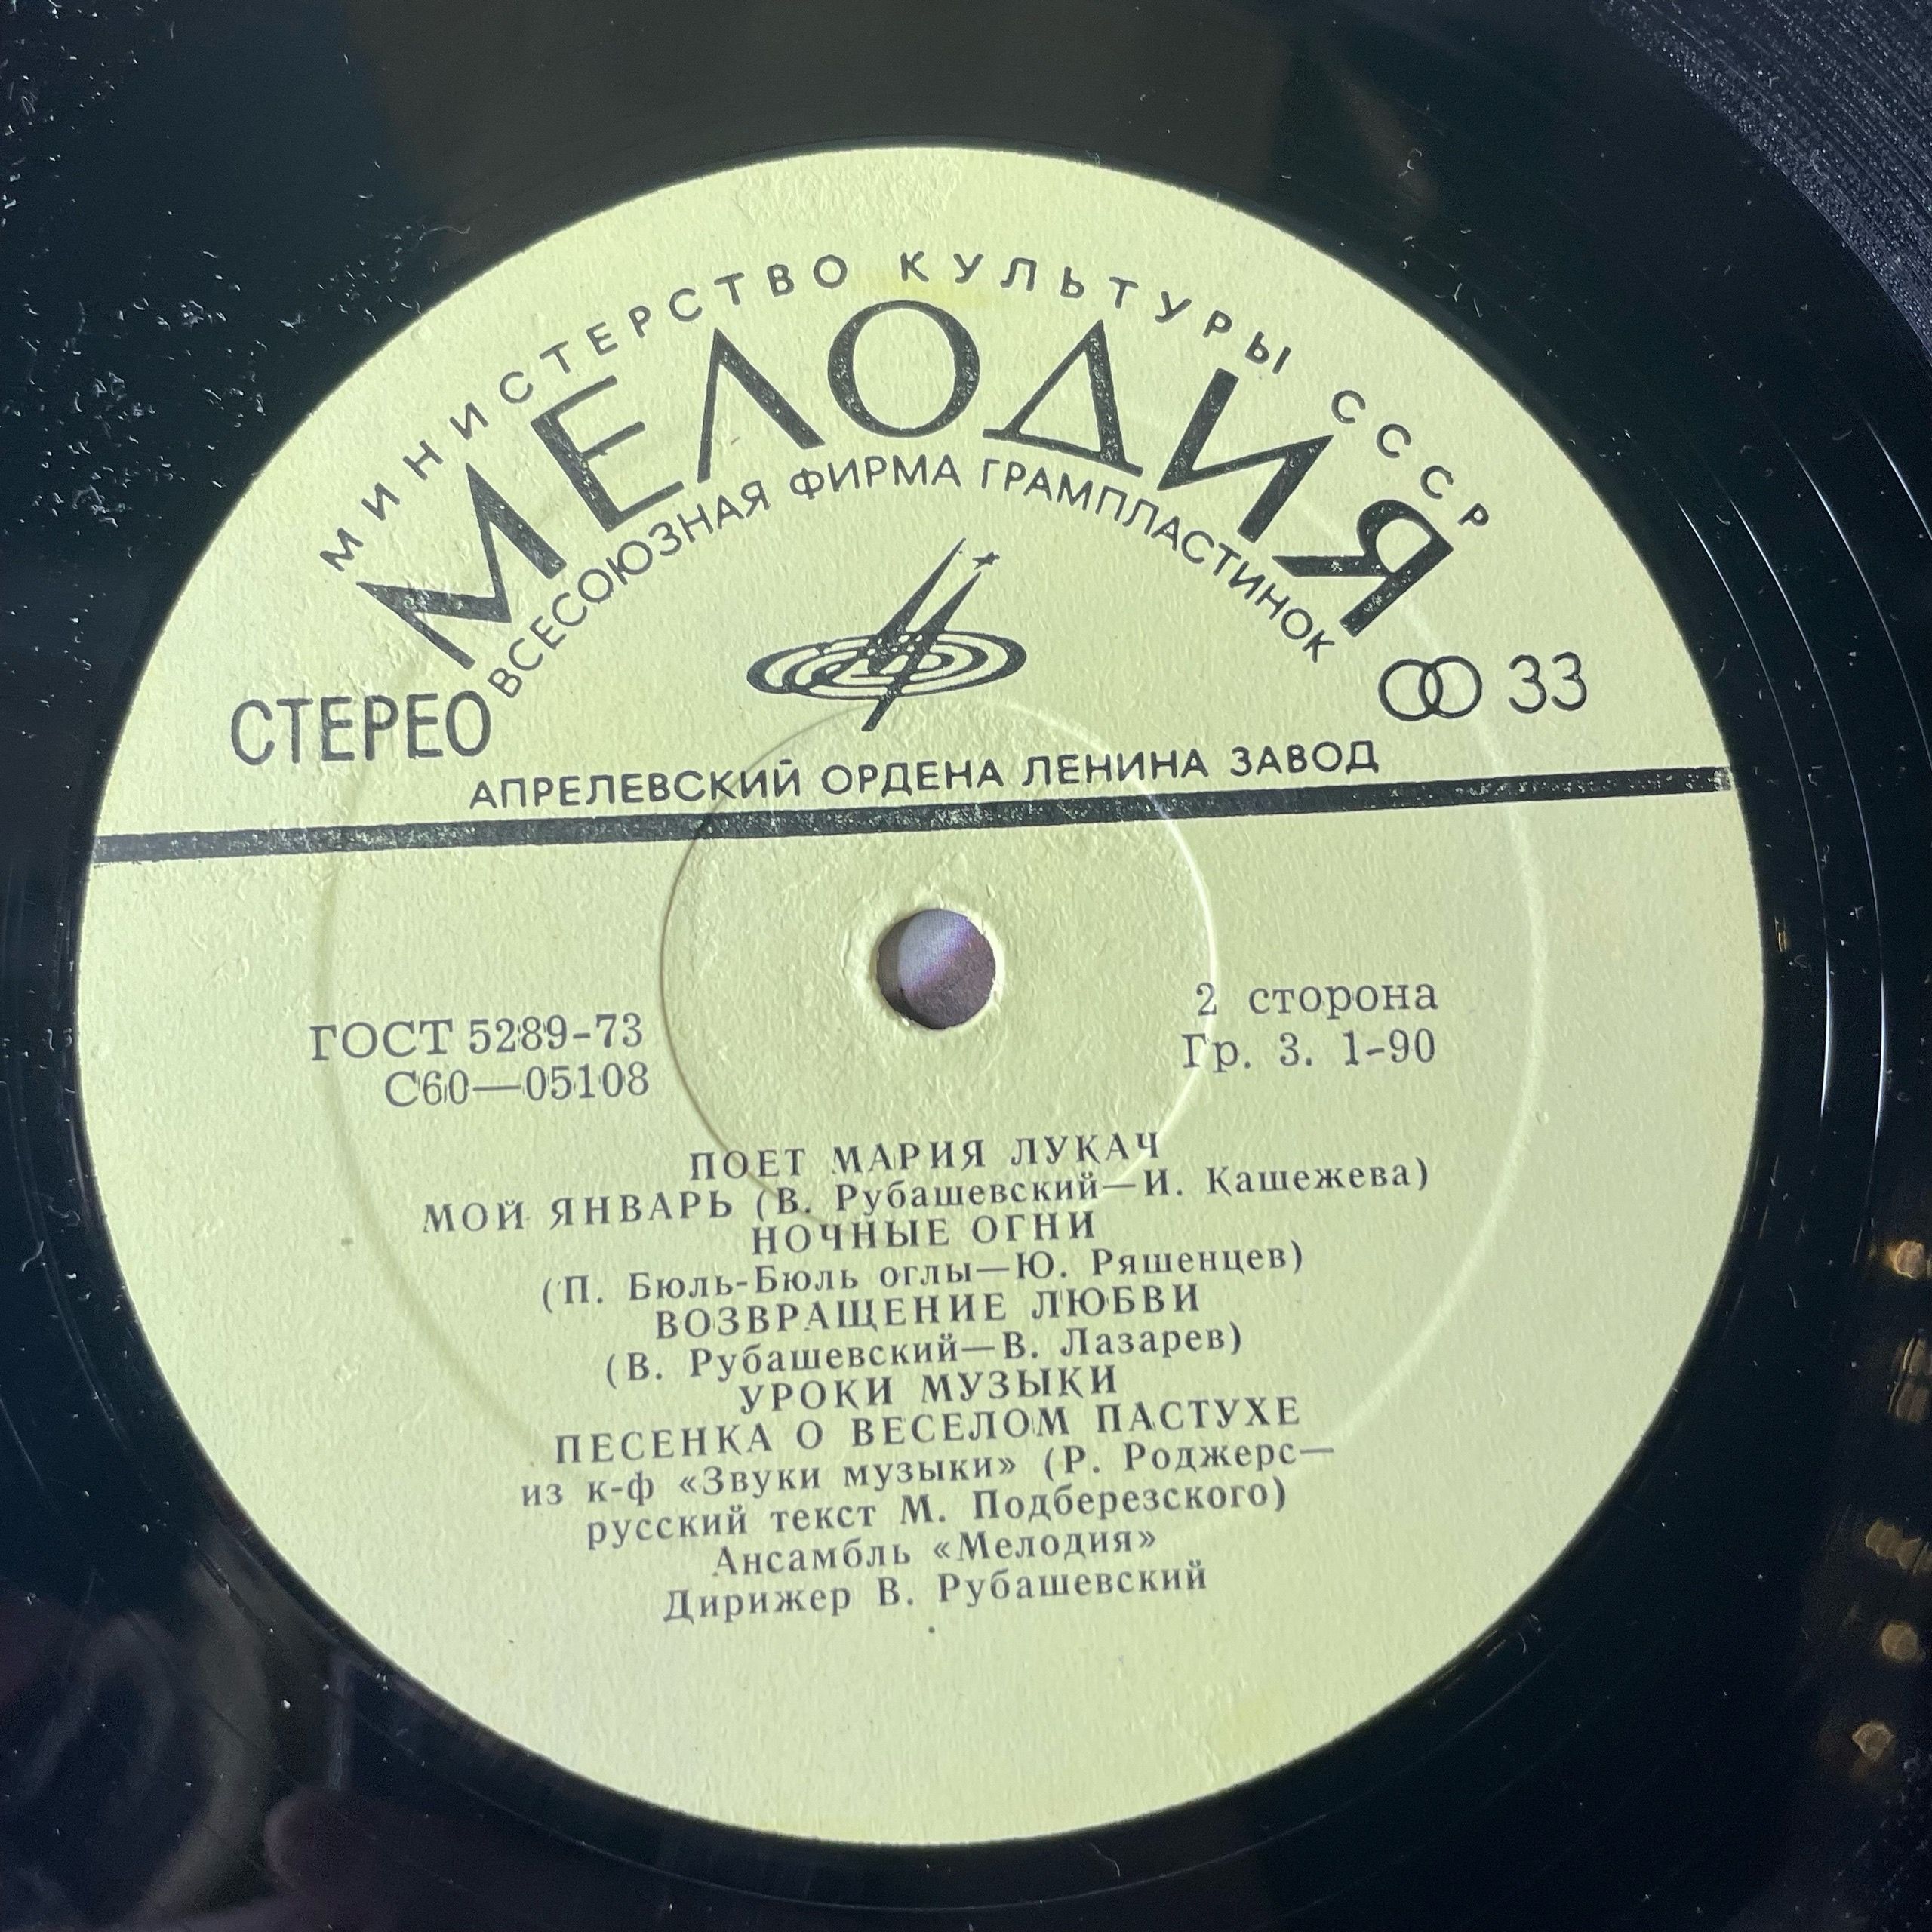 МИНИСТЕРСТВО КУЛЬТУРЫ СССР
МЕЛОДИЯ
ВСЕСОЮЗНАЯ ФИРМА ГРАМПЛАСТИНОК
СТЕРЕО
33
АПРЕЛЕВСКИЙ ОРДЕНА ЛЕНИНА ЗАВОД
ГОСТ 5289-73
С60—05108
2 сторона
Гр. 3. 1-90
ПОЕТ МАРИЯ ЛУКАЧ
МОЙ ЯНВАРЬ (В. Рубашевский—И. Кашежева)
НОЧНЫЕ ОГНИ
(П. Бюль-Бюль оглы—Ю. Ряшенцев)
ВОЗВРАЩЕНИЕ ЛЮБВИ
(В. Рубашевский—В. Лазарев)
УРОКИ МУЗЫКИ
ПЕСЕНКА О ВЕСЕЛОМ ПАСТУХЕ
из к-ф «Звуки музыки» (Р. Роджерс—
русский текст М. Подберезского)
Ансамбль «Мелодия»
Дирижер В. Рубашевский